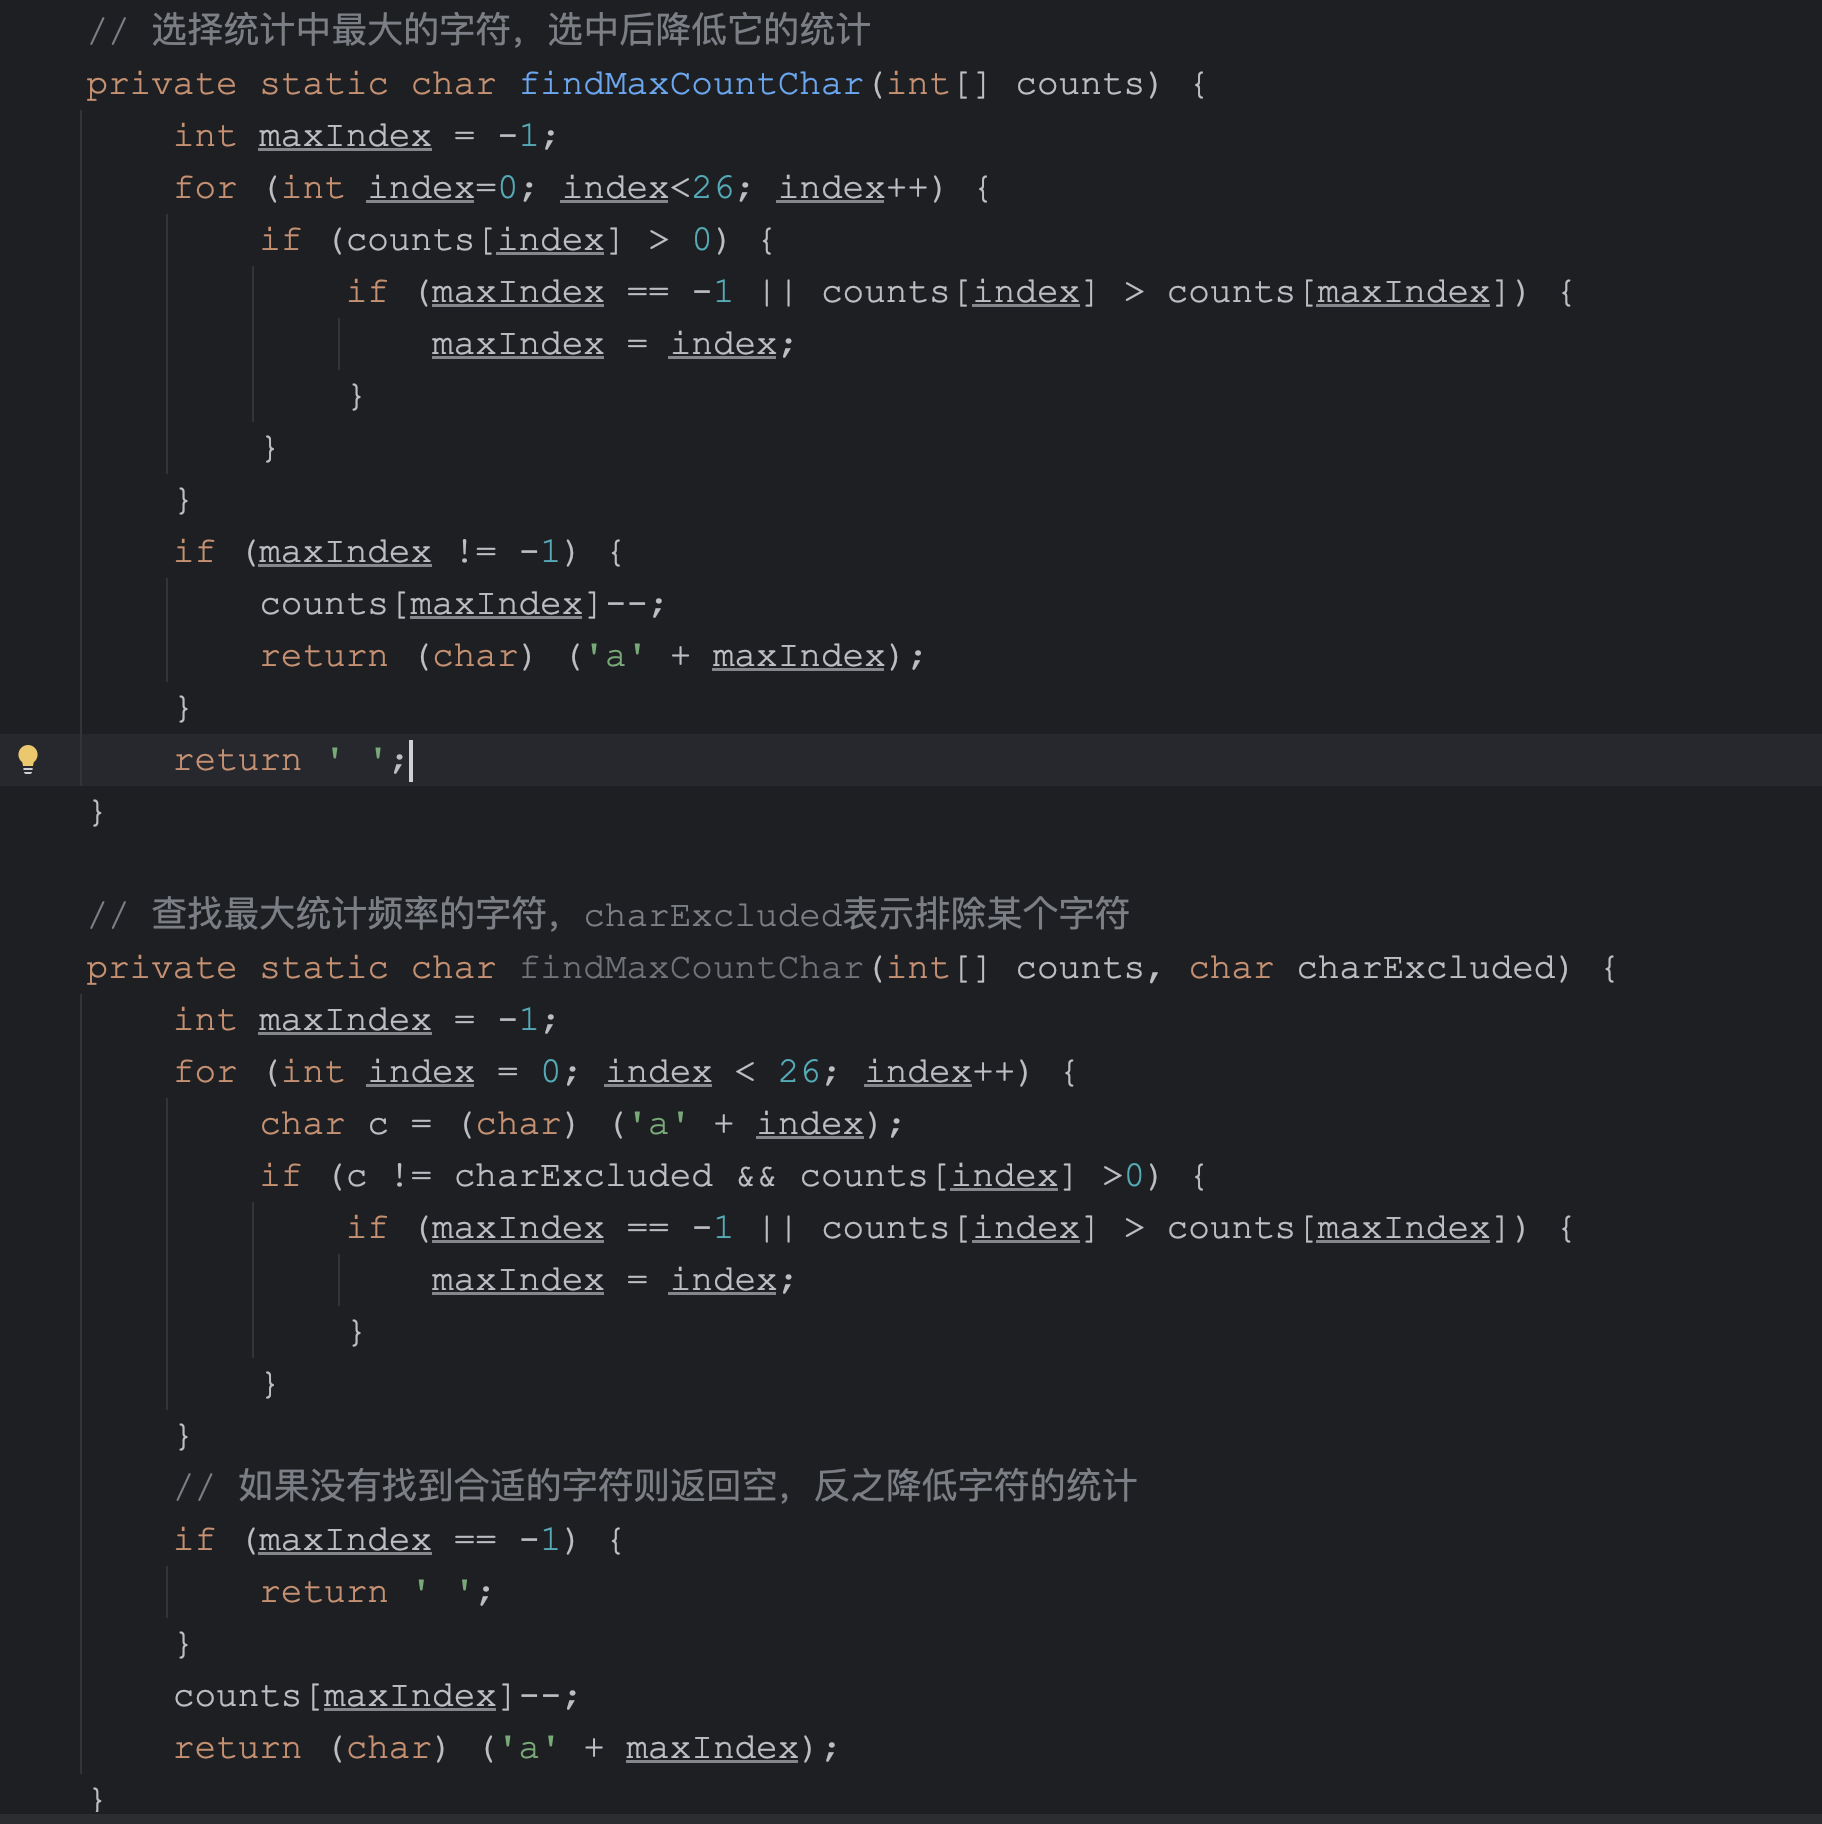 // 选择统计中最大的字符，选中后降低它的统计
private static char findMaxCountChar(int[] counts) {
    int maxIndex = -1;
    for (int index=0; index<26; index++) {
        if (counts[index] > 0) {
            if (maxIndex == -1 || counts[index] > counts[maxIndex]) {
                maxIndex = index;
            }
        }
    }
    if (maxIndex != -1) {
        counts[maxIndex]--;
        return (char) ('a' + maxIndex);
    }
    return ' ';
}

// 查找最大统计频率的字符，charExcluded表示排除某个字符
private static char findMaxCountChar(int[] counts, char charExcluded) {
    int maxIndex = -1;
    for (int index = 0; index < 26; index++) {
        char c = (char) ('a' + index);
        if (c != charExcluded && counts[index] >0) {
            if (maxIndex == -1 || counts[index] > counts[maxIndex]) {
                maxIndex = index;
            }
        }
    }
    // 如果没有找到合适的字符则返回空，反之降低字符的统计
    if (maxIndex == -1) {
        return ' ';
    }
    counts[maxIndex]--;
    return (char) ('a' + maxIndex);
}